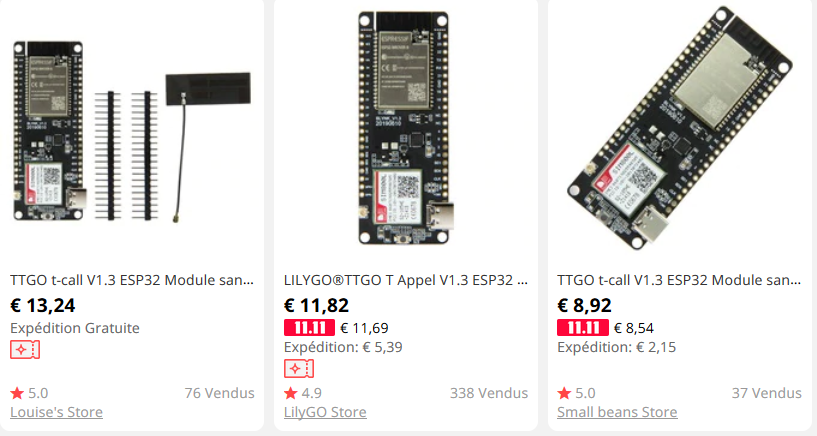 TTGO t-call V1.3 ESP32 Module san...
€ 13,24
Expédition Gratuite
5.0
76 Vendus
Louise's Store
LILYGO®TTGO T Appel V1.3 ESP32 ...
€ 11,82
11.11 € 11,69
Expédition: € 5,39
4.9
338 Vendus
LilyGO Store
TTGO t-call V1.3 ESP32 Module san...
€ 8,92
11.11 € 8,54
Expédition: € 2,15
5.0
37 Vendus
Small beans Store